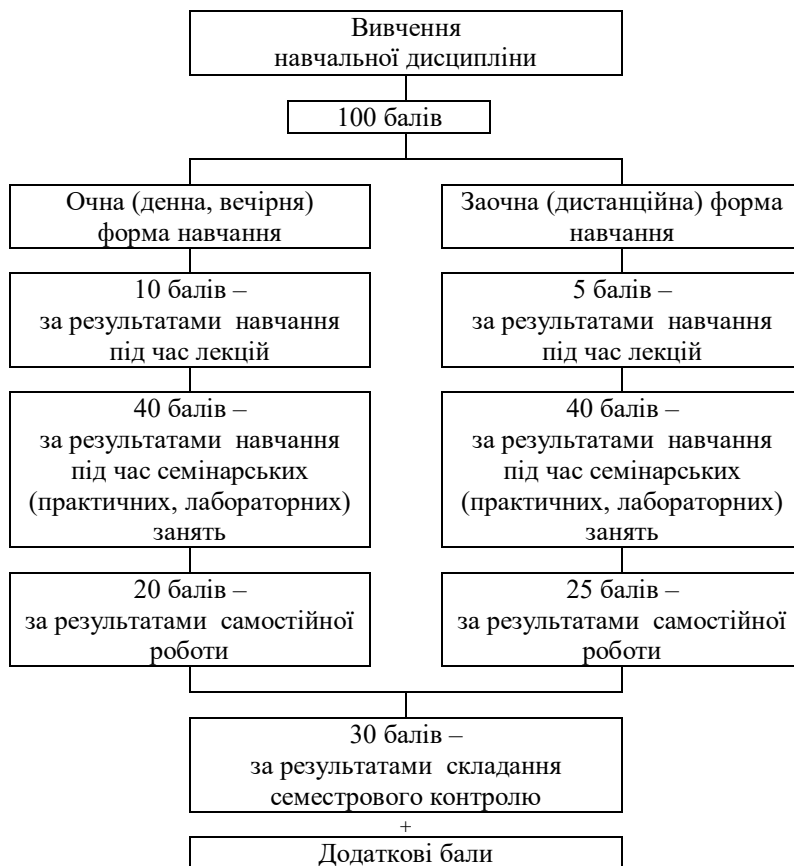 Вивчення
навчальної дисципліни
100 балів
Очна (денна, вечірня)
форма навчання
10 балів –
за результатами навчання
під час лекцій
40 балів –
за результатами навчання
під час семінарських
(практичних, лабораторних)
занять
20 балів –
за результатами самостійної
роботи
Заочна (дистанційна) форма
навчання
5 балів –
за результатами навчання
під час лекцій
40 балів –
за результатами навчання
під час семінарських
(практичних, лабораторних)
занять
25 балів –
за результатами самостійної
роботи
30 балів –
за результатами складання
семестрового контролю
+
Додаткові бали